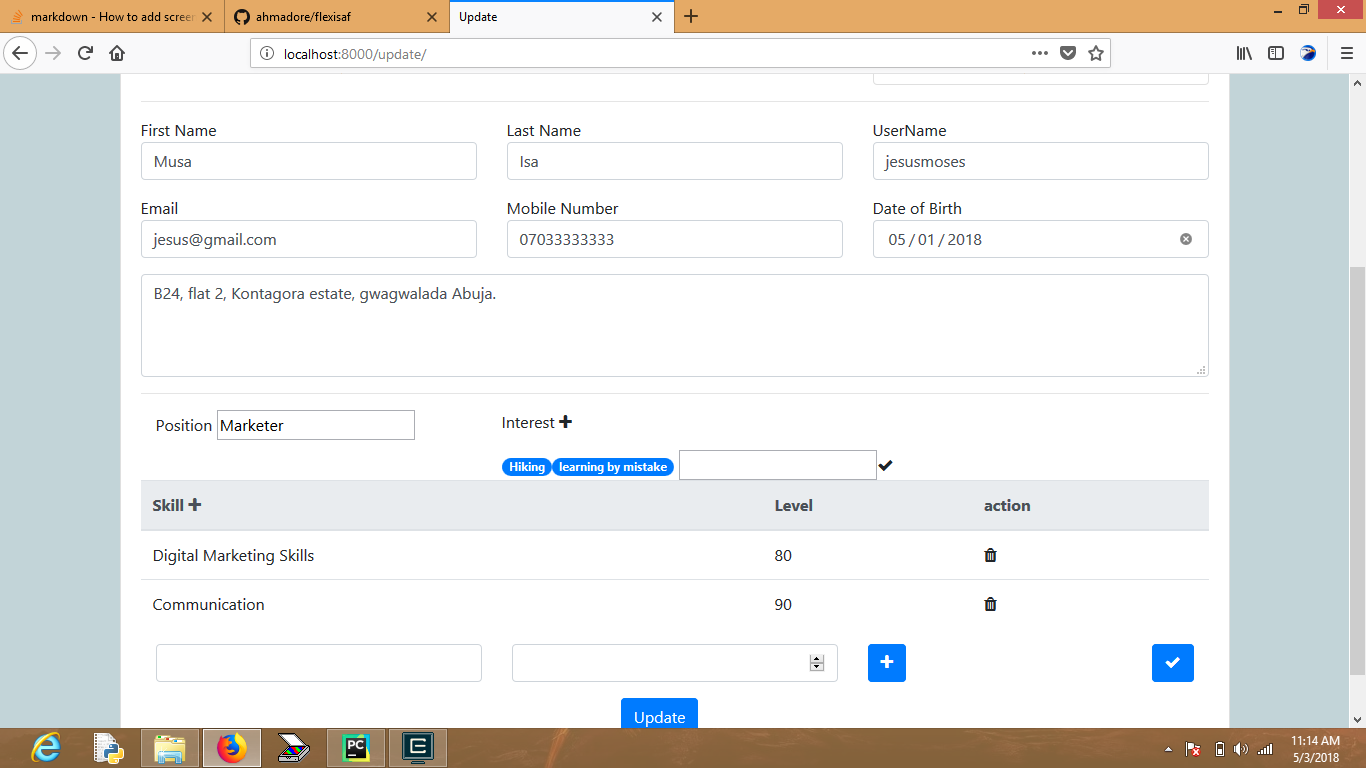 markdown - How to add screen
ahmadore/flexisaf
Update
localhost:8000/update/
First Name
Last Name
UserName
Musa
Isa
jesusmoses
Email
Mobile Number
Date of Birth
jesus@gmail.com
07033333333
05 / 01 / 2018
B24, flat 2, Kontagora estate, gwagwalada Abuja.
Position
Marketer
Interest
Hiking
learning by mistake
Skill
Level
action
Digital Marketing Skills
80
Communication
90
Update
PC
11:14 AM
5/3/2018